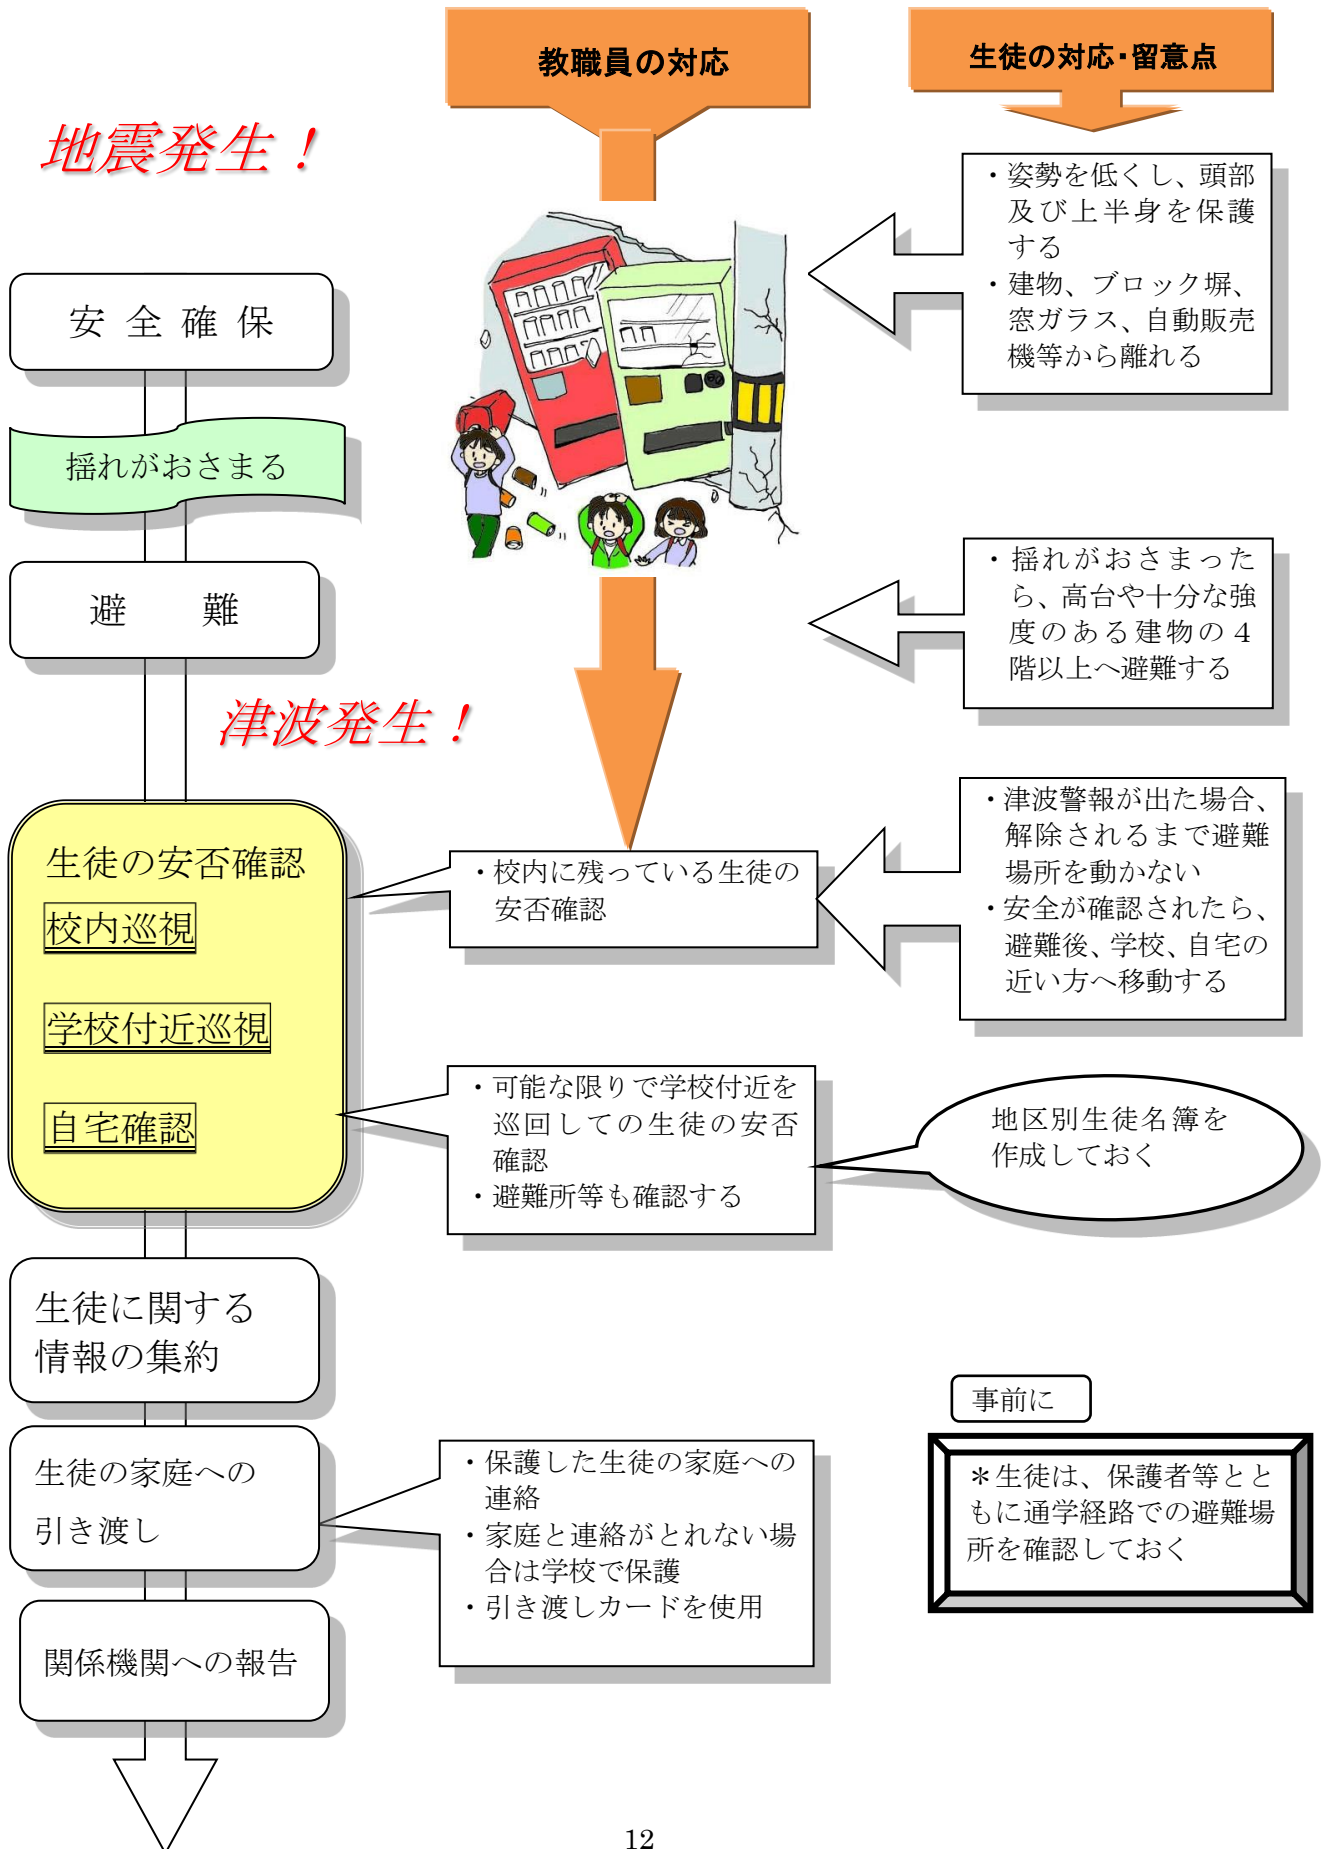 教職員の対応
生徒の対応・留意点
地震発生！
・姿勢を低くし、頭部
及び上半身を保護
する
・建物、ブロック塀、
窓ガラス、自動販売
機等から離れる
安全確保
揺れがおさまる
避難
・揺れがおさまった
ら、高台や十分な強
度のある建物の４
階以上へ避難する
津波発生！
生徒の安否確認
校内巡視
学校付近巡視
自宅確認
・校内に残っている生徒の
安否確認
・津波警報が出た場合、
解除されるまで避難
場所を動かない
・安全が確認されたら、
避難後、学校、自宅の
近い方へ移動する
・可能な限りで学校付近を
巡回しての生徒の安否
確認
・避難所等も確認する
地区別生徒名簿を
作成しておく
生徒に関する
情報の集約
生徒の家庭への
引き渡し
・保護した生徒の家庭への
連絡
・家庭と連絡がとれない場
合は学校で保護
・引き渡しカードを使用
事前に
＊生徒は、保護者等とと
もに通学経路での避難場
所を確認しておく
関係機関への報告
12